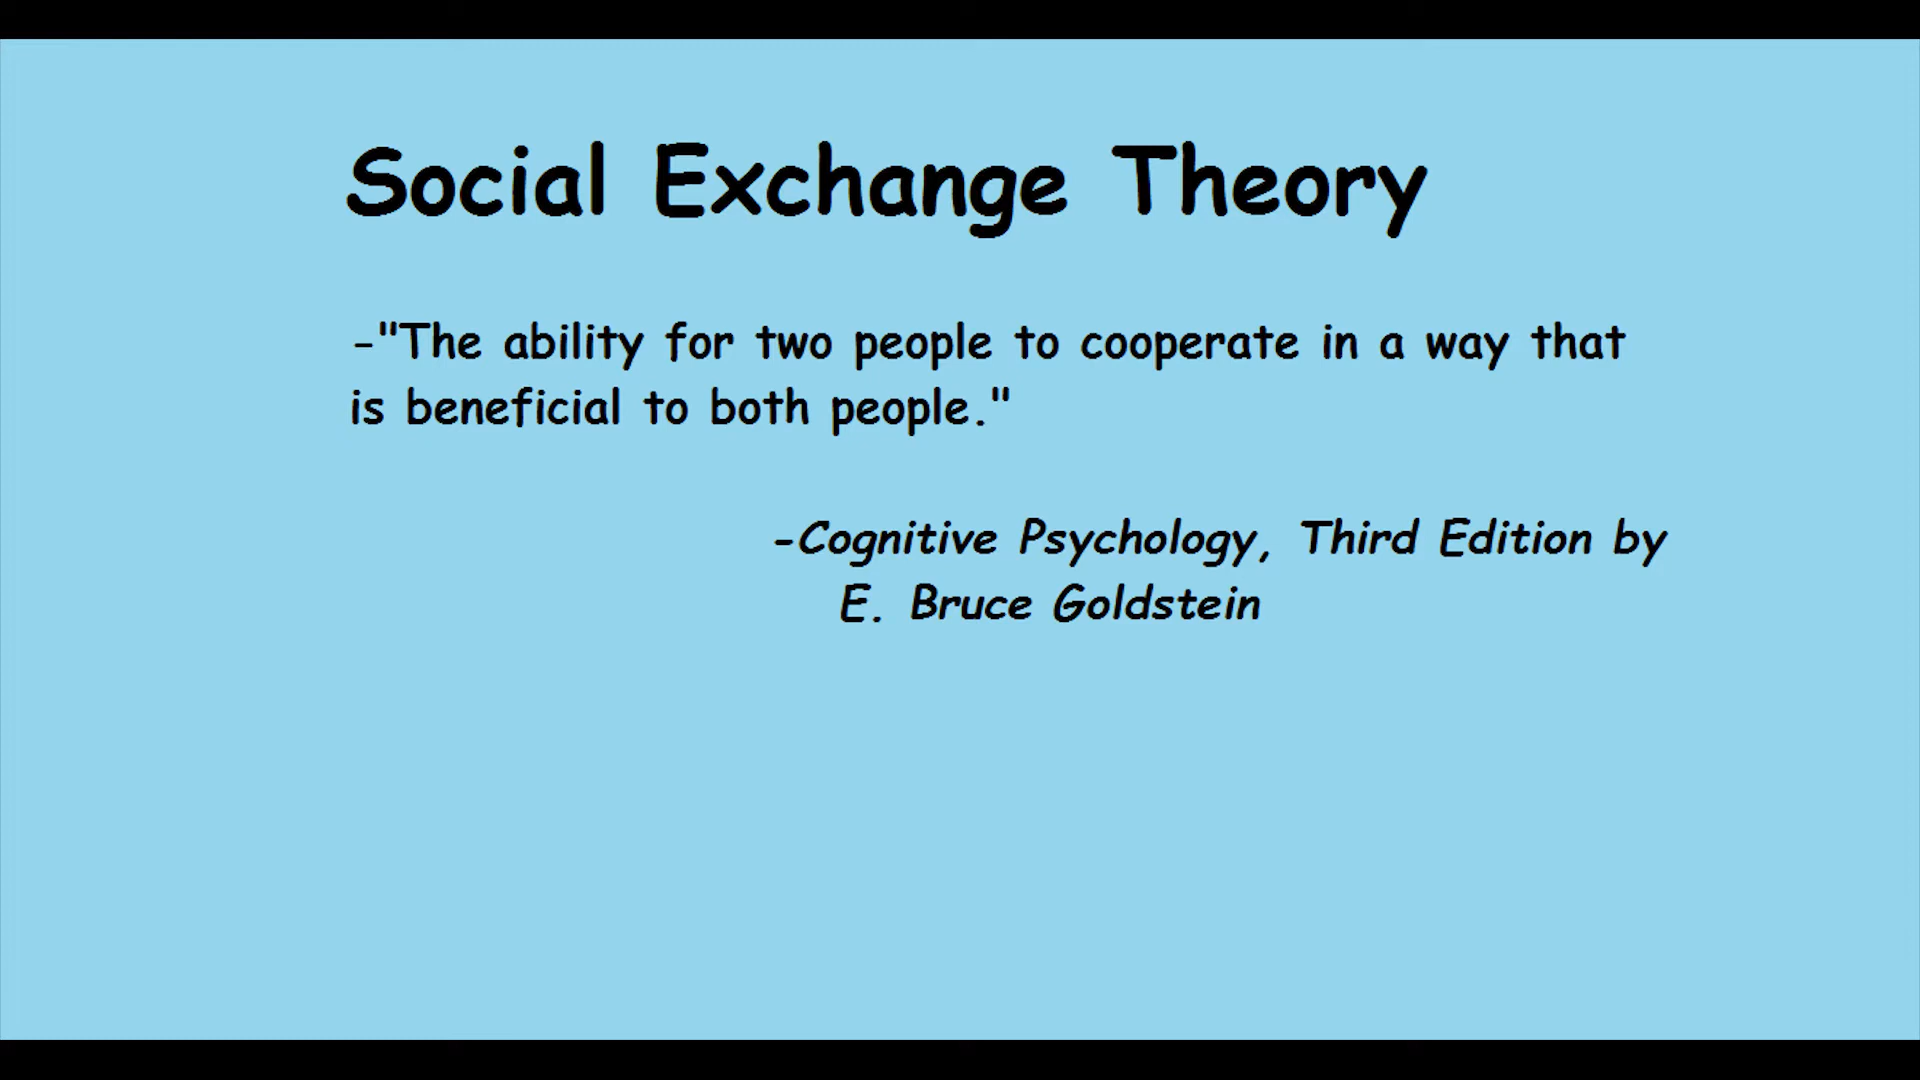 Social Exchange Theory
-"The ability for two people to cooperate in a way that
is beneficial to both people."
-Cognitive Psychology, Third Edition by
E. Bruce Goldstein